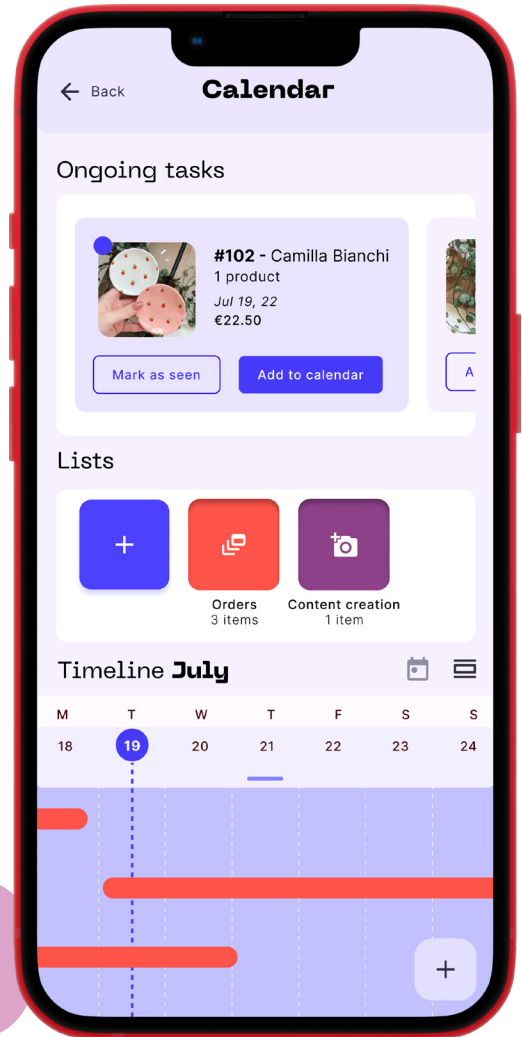 Back
Calendar
Ongoing tasks
#102 - Camilla Bianchi
1 product
Jul 19, 22
€22.50
Mark as seen
Add to calendar
A
Lists
+
Orders
3 items
Content creation
1 item
Timeline July
M T W T F S S
18 19 20 21 22 23 24
+